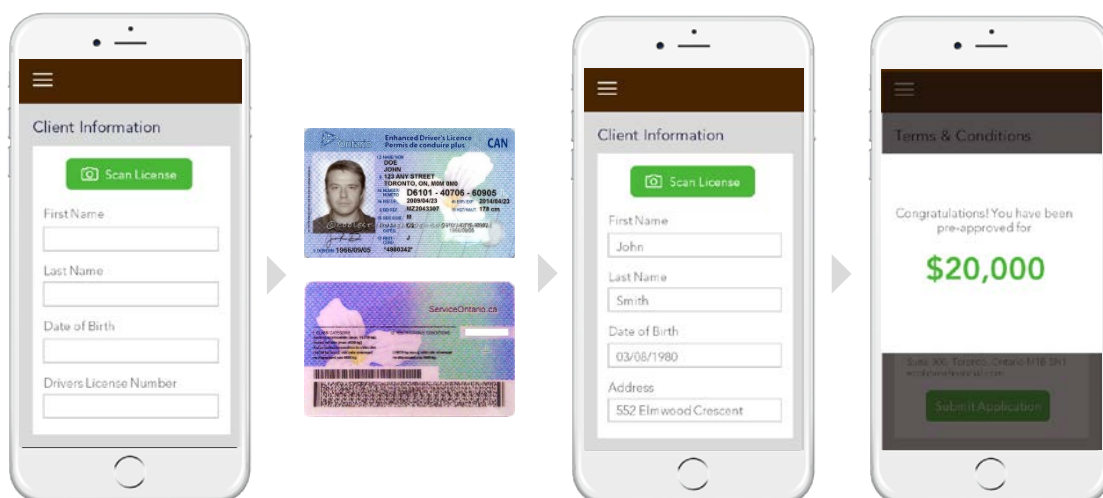 Client Information
Scan License
First Name
Last Name
Date of Birth
Drivers License Number
Ontario
Enhanced Driver's Licence
Permis de conduire plus
CAN
DOE
JOHN
123 ANY STREET
TORONTO, ON, M0M 0M0
D6101 - 40706 - 60905
2009/04/23
2014/04/23
MZ2043307
178 cm
M
1966/09/05
*4980342*
ServiceOntario.ca
Client Information
Scan License
First Name
John
Last Name
Smith
Date of Birth
03/08/1980
Address
552 Elmwood Crescent
Terms & Conditions
Congratulations! You have been
pre-approved for
$20,000
Submit Application